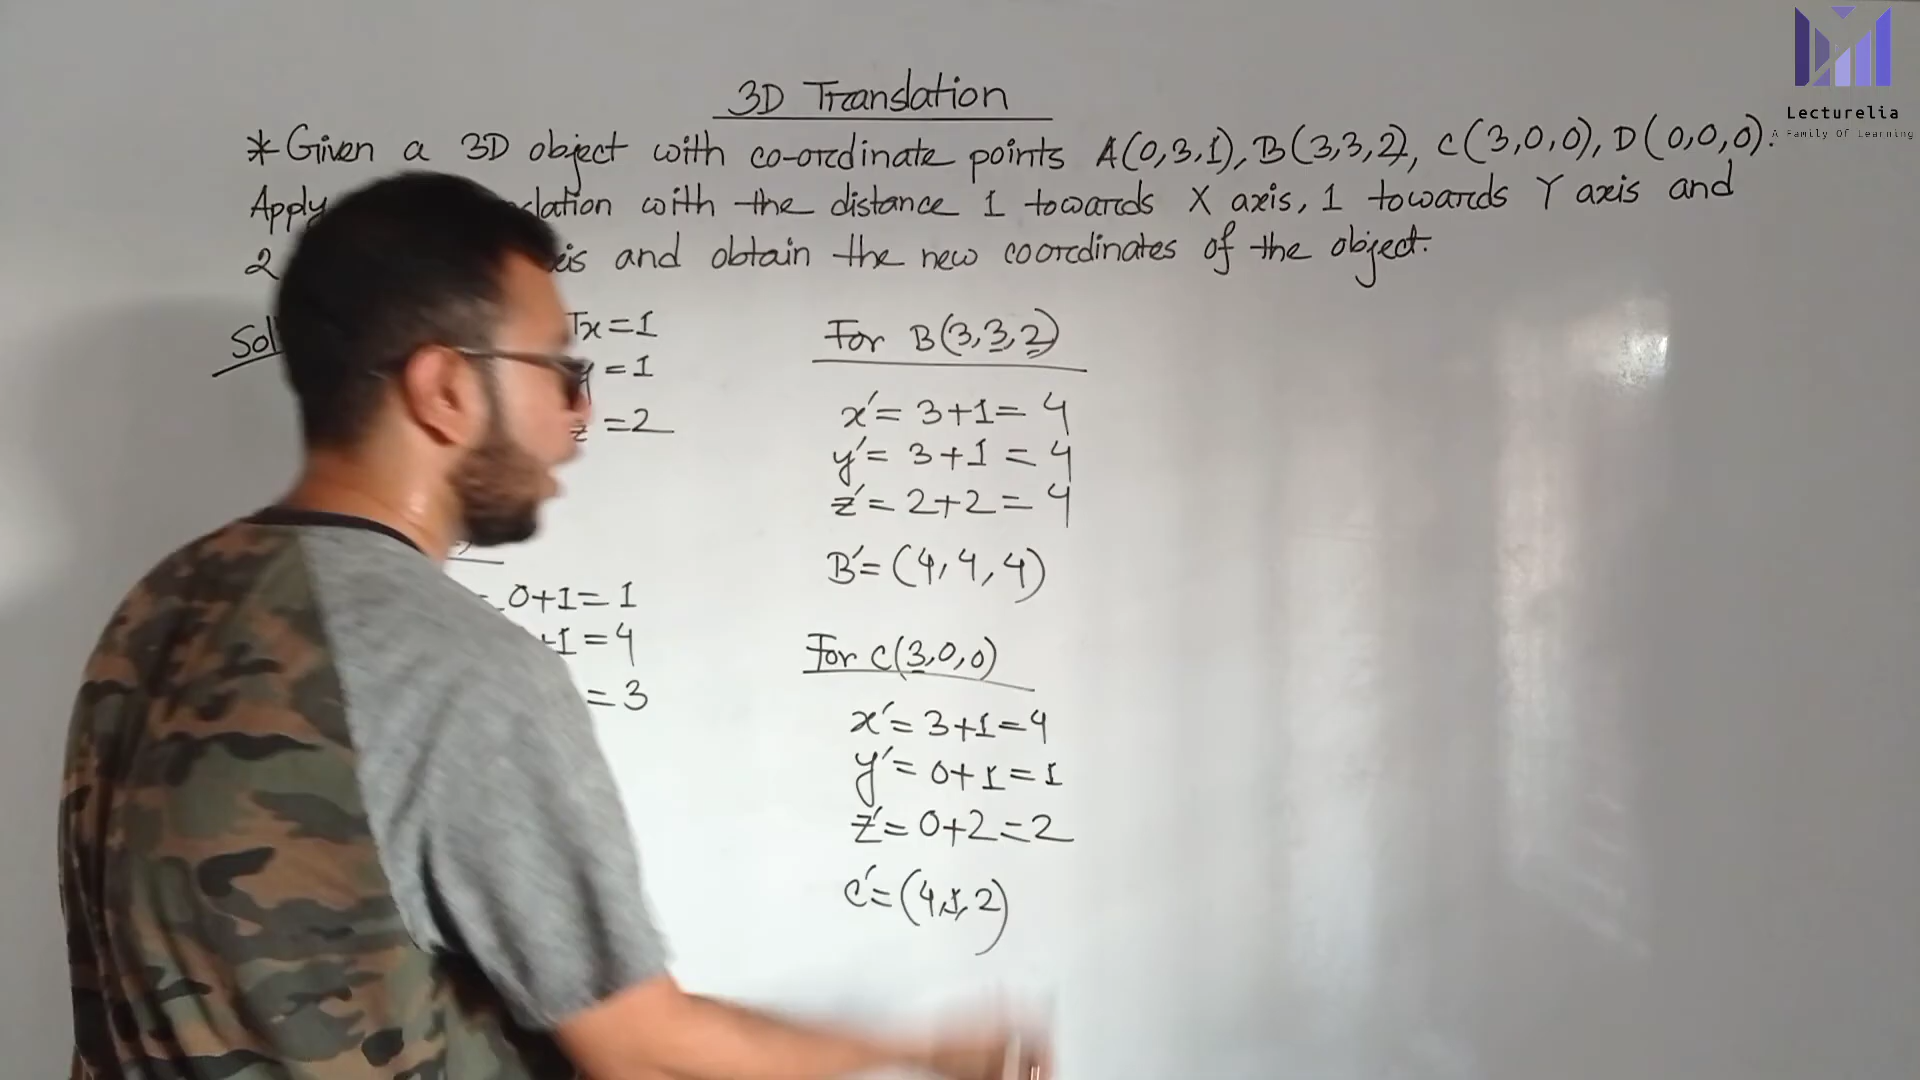 3D Translation
*Given a 3D object with co-ordinate points A(0,3,1), B(3,3,2), C(3,0,0), D(0,0,0).
Apply lation with the distance 1 towards X axis, 1 towards Y axis and
2 is and obtain the new coordinates of the object.
Sol
Tx=1
=1
z=2
0+1=1
+1=4
=3
For B(3,3,2)
x'=3+1=4
y'=3+1=4
z'=2+2=4
B'=(4,4,4)
For C(3,0,0)
x'=3+1=4
y'=0+1=1
z'=0+2=2
C'=(4,1,2)
Lecturelia
A Family Of Learning